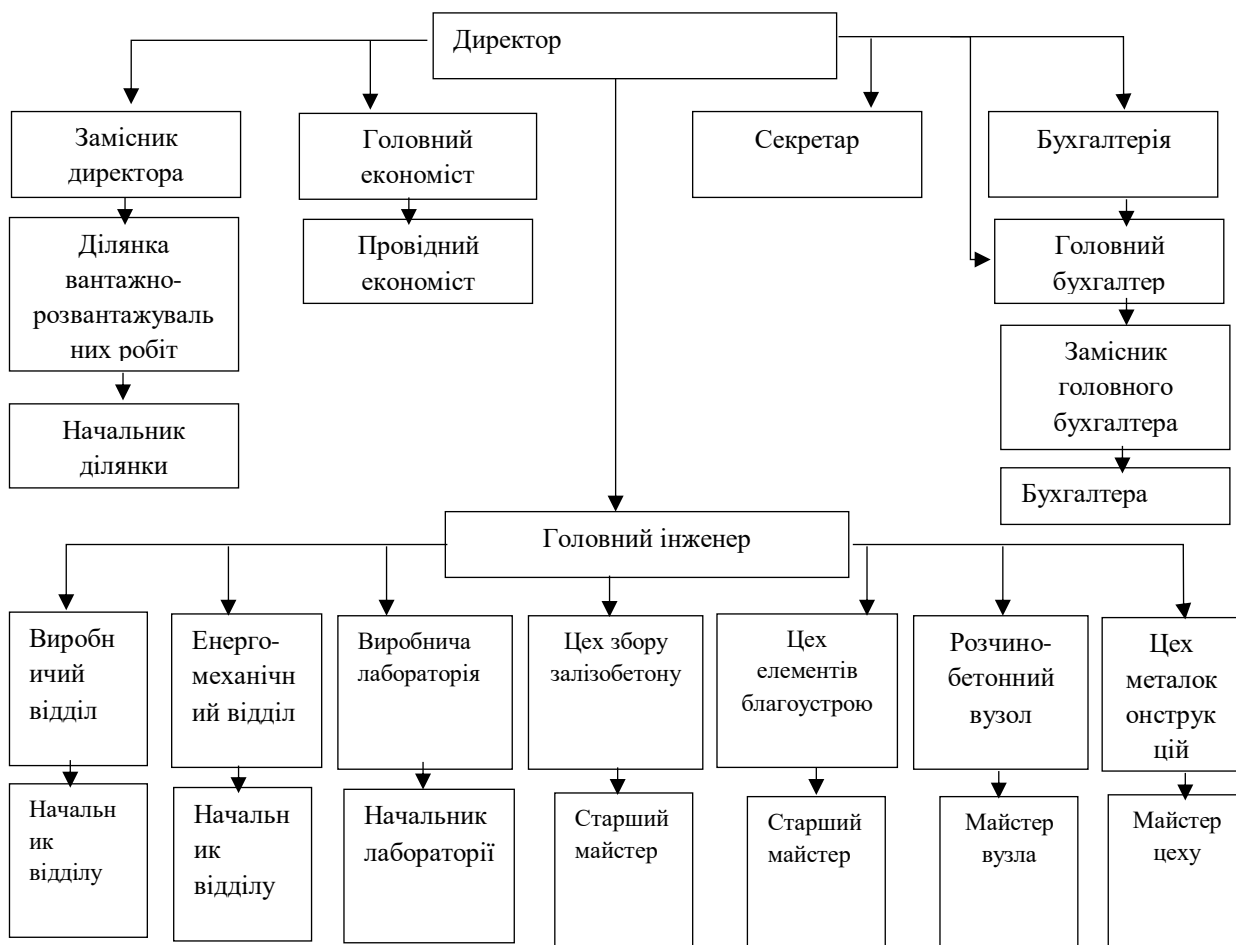 Директор
Замісник
директора
Головний
економіст
Секретар
Бухгалтерія
Ділянка
вантажно-
розвантажуваль
них робіт
Провідний
економіст
Головний
бухгалтер
Замісник
головного
бухгалтера
Начальник
ділянки
Бухгалтера
Головний інженер
Виробн
ичий
відділ
Енерго-
механічн
ий відділ
Виробнича
лабораторія
Цех збору
залізобетону
Цех
елементів
благоустрою
Розчино-
бетонний
вузол
Цех
металок
онструк
цій
Начальн
ик
відділу
Начальн
ик
відділу
Начальник
лабораторії
Старший
майстер
Старший
майстер
Майстер
вузла
Майстер
цеху